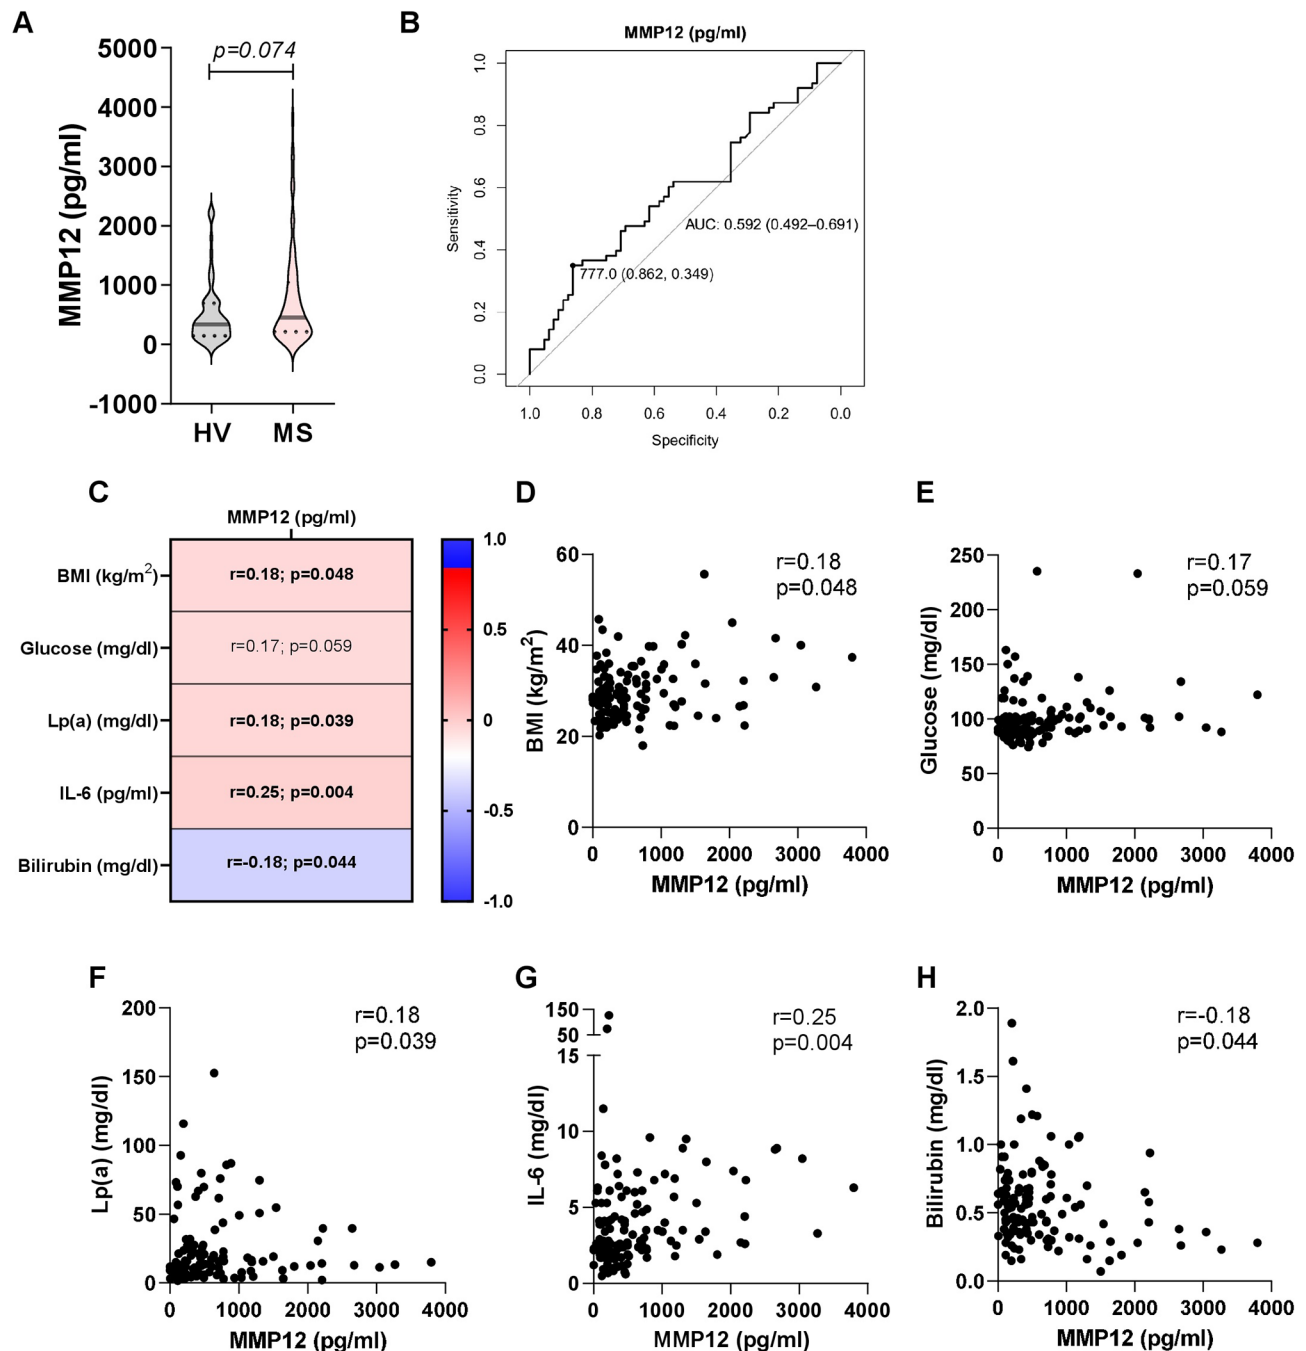 A
p=0.074
5000
4000
3000
2000
1000
0
-1000
MMP12 (pg/ml)
HV MS
B
MMP12 (pg/ml)
1.0
0.8
0.6
0.4
0.2
0.0
Sensitivity
AUC: 0.592 (0.492–0.691)
777.0 (0.862, 0.349)
1.0 0.8 0.6 0.4 0.2 0.0
Specificity
C
MMP12 (pg/ml)
BMI (kg/m²) r=0.18; p=0.048
Glucose (mg/dl) r=0.17; p=0.059
Lp(a) (mg/dl) r=0.18; p=0.039
IL-6 (pg/ml) r=0.25; p=0.004
Bilirubin (mg/dl) r=-0.18; p=0.044
1.0
0.5
0
-0.5
-1.0
D
r=0.18
p=0.048
60
40
20
0
BMI (kg/m²)
0 1000 2000 3000 4000
MMP12 (pg/ml)
E
r=0.17
p=0.059
250
200
150
100
50
0
Glucose (mg/dl)
0 1000 2000 3000 4000
MMP12 (pg/ml)
F
r=0.18
p=0.039
200
150
100
50
0
Lp(a) (mg/dl)
0 1000 2000 3000 4000
MMP12 (pg/ml)
G
r=0.25
p=0.004
150
50
15
10
5
0
IL-6 (mg/dl)
0 1000 2000 3000 4000
MMP12 (pg/ml)
H
r=-0.18
p=0.044
2.0
1.5
1.0
0.5
0.0
Bilirubin (mg/dl)
0 1000 2000 3000 4000
MMP12 (pg/ml)